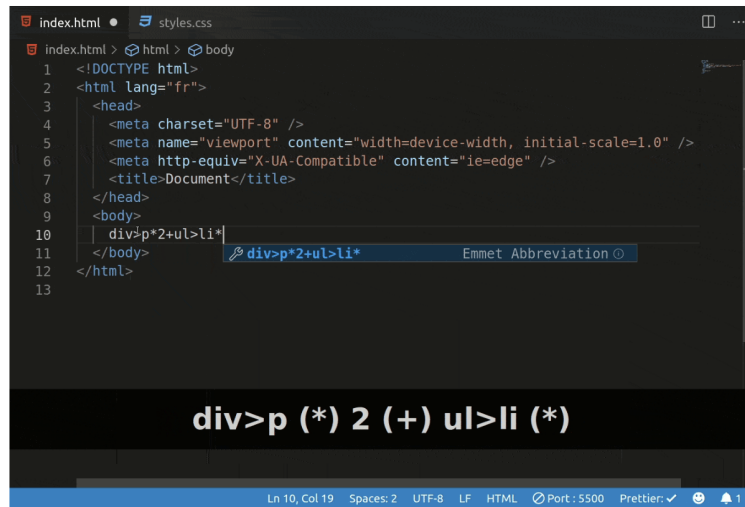 index.html ● styles.css ...
index.html > html > body
1 <!DOCTYPE html>
2 <html lang="fr">
3 <head>
4 <meta charset="UTF-8" />
5 <meta name="viewport" content="width=device-width, initial-scale=1.0" />
6 <meta http-equiv="X-UA-Compatible" content="ie=edge" />
7 <title>Document</title>
8 </head>
9 <body>
10 div>p*2+ul>li*
11 </body>
div>p*2+ul>li* Emmet Abbreviation
12 </html>
13
div>p (*) 2 (+) ul>li (*)
Ln 10, Col 19 Spaces: 2 UTF-8 LF HTML Port : 5500 Prettier: ✓ 1